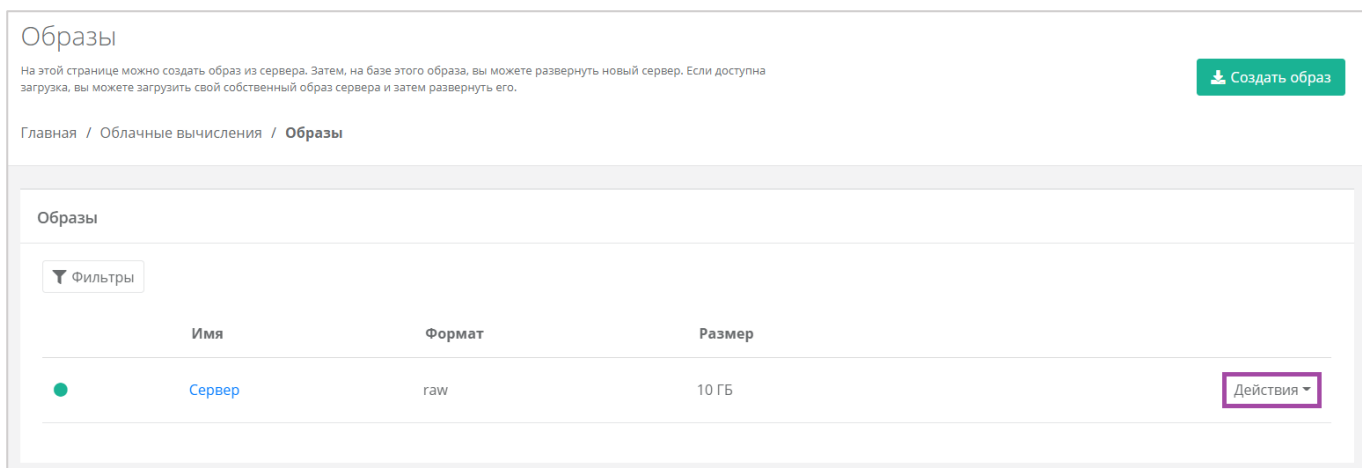 Образы
На этой странице можно создать образ из сервера. Затем, на базе этого образа, вы можете развернуть новый сервер. Если доступна
загрузка, вы можете загрузить свой собственный образ сервера и затем развернуть его.
Создать образ
Главная / Облачные вычисления / Образы
Образы
Фильтры
Имя Формат Размер
Сервер raw 10 ГБ Действия